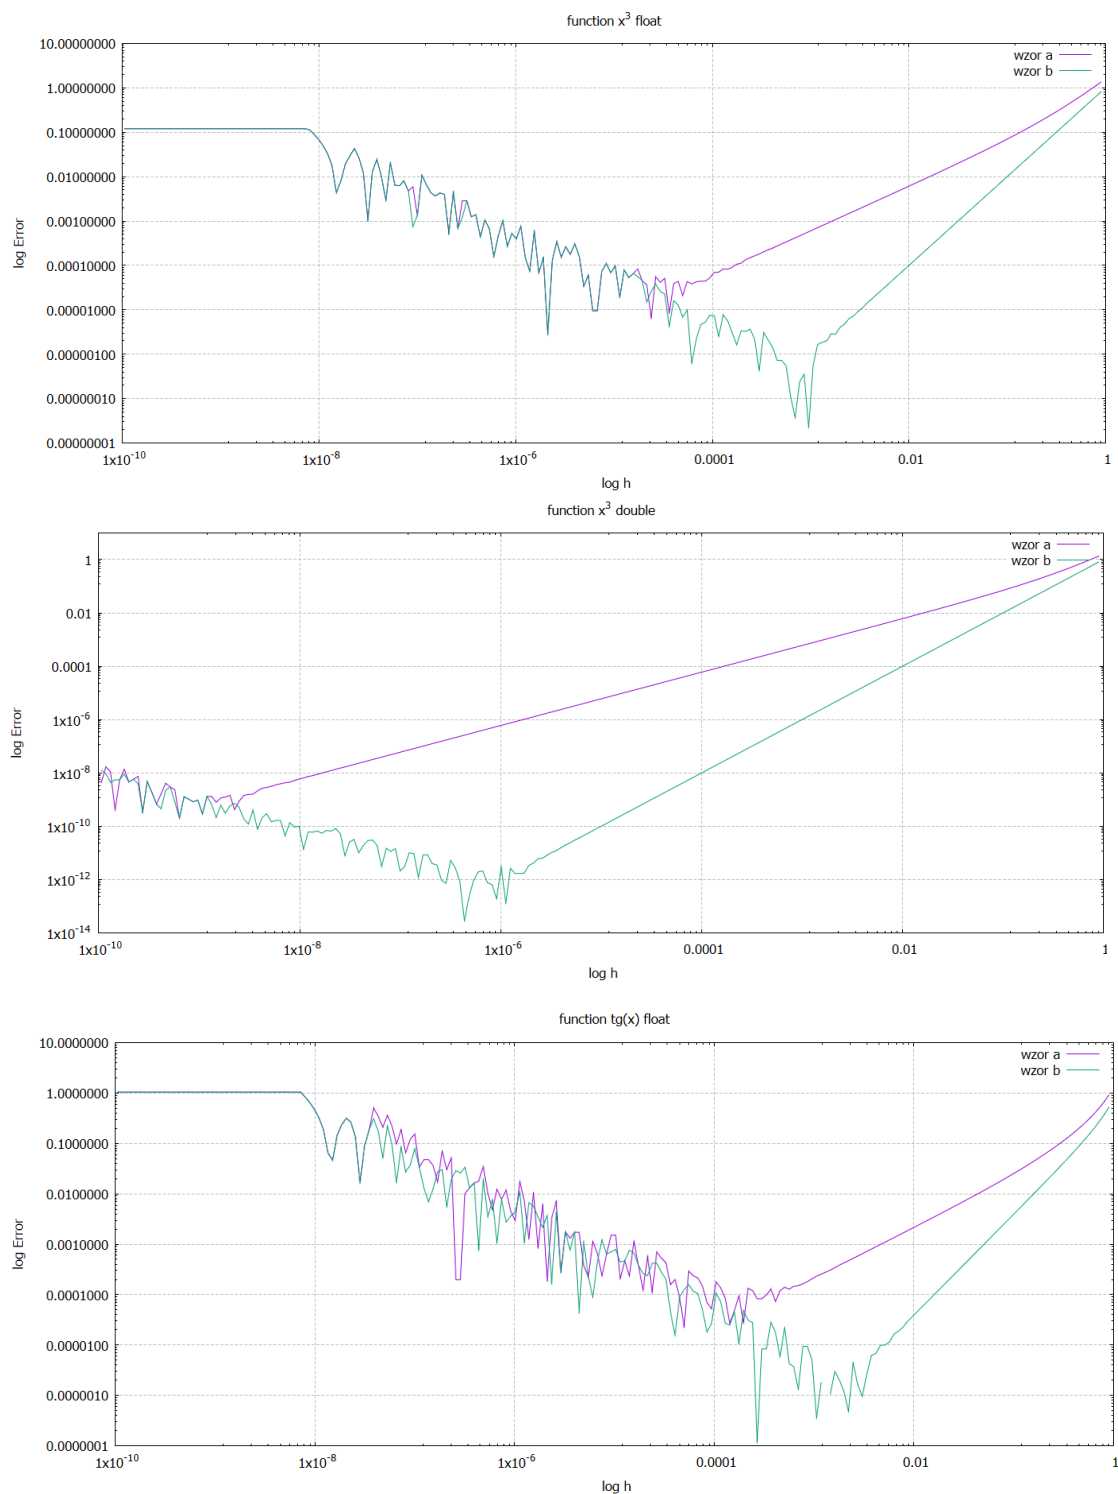 function x³ float
10.00000000
wzor a
wzor b
1.00000000
0.10000000
0.01000000
0.00100000
0.00010000
0.00001000
0.00000100
0.00000010
0.00000001
log Error
1x10⁻¹⁰ 1x10⁻⁸ 1x10⁻⁶ 0.0001 0.01 1
log h
function x³ double
wzor a
wzor b
1
0.01
0.0001
1x10⁻⁶
1x10⁻⁸
1x10⁻¹⁰
1x10⁻¹²
1x10⁻¹⁴
log Error
1x10⁻¹⁰ 1x10⁻⁸ 1x10⁻⁶ 0.0001 0.01 1
log h
function tg(x) float
10.0000000
wzor a
wzor b
1.0000000
0.1000000
0.0100000
0.0010000
0.0001000
0.0000100
0.0000010
0.0000001
log Error
1x10⁻¹⁰ 1x10⁻⁸ 1x10⁻⁶ 0.0001 0.01 1
log h